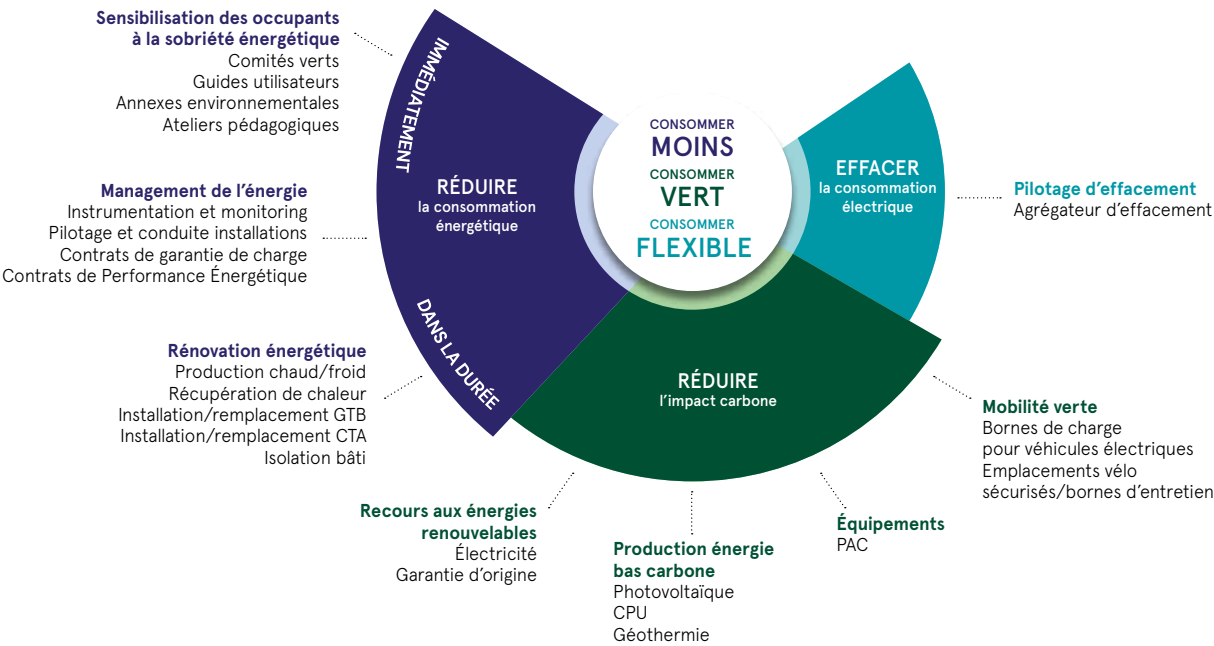 Sensibilisation des occupants
à la sobriété énergétique
Comités verts
Guides utilisateurs
Annexes environnementales
Ateliers pédagogiques
Management de l’énergie
Instrumentation et monitoring
Pilotage et conduite installations
Contrats de garantie de charge
Contrats de Performance Énergétique
Rénovation énergétique
Production chaud/froid
Récupération de chaleur
Installation/remplacement GTB
Installation/remplacement CTA
Isolation bâti
IMMÉDIATEMENT
DANS LA DURÉE
RÉDUIRE
la consommation
énergétique
CONSOMMER
MOINS
CONSOMMER
VERT
CONSOMMER
FLEXIBLE
EFFACER
la consommation
électrique
Pilotage d’effacement
Agrégateur d’effacement
RÉDUIRE
l’impact carbone
Recours aux énergies
renouvelables
Électricité
Garantie d’origine
Production énergie
bas carbone
Photovoltaïque
CPU
Géothermie
Équipements
PAC
Mobilité verte
Bornes de charge
pour véhicules électriques
Emplacements vélo
sécurisés/bornes d’entretien